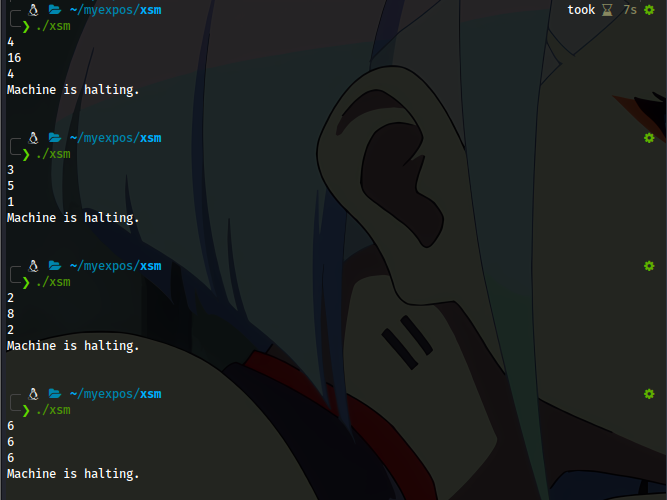 ~/myexpos/xsm took 7s
❯ ./xsm
4
16
4
Machine is halting.
~/myexpos/xsm
❯ ./xsm
3
5
1
Machine is halting.
~/myexpos/xsm
❯ ./xsm
2
8
2
Machine is halting.
~/myexpos/xsm
❯ ./xsm
6
6
6
Machine is halting.